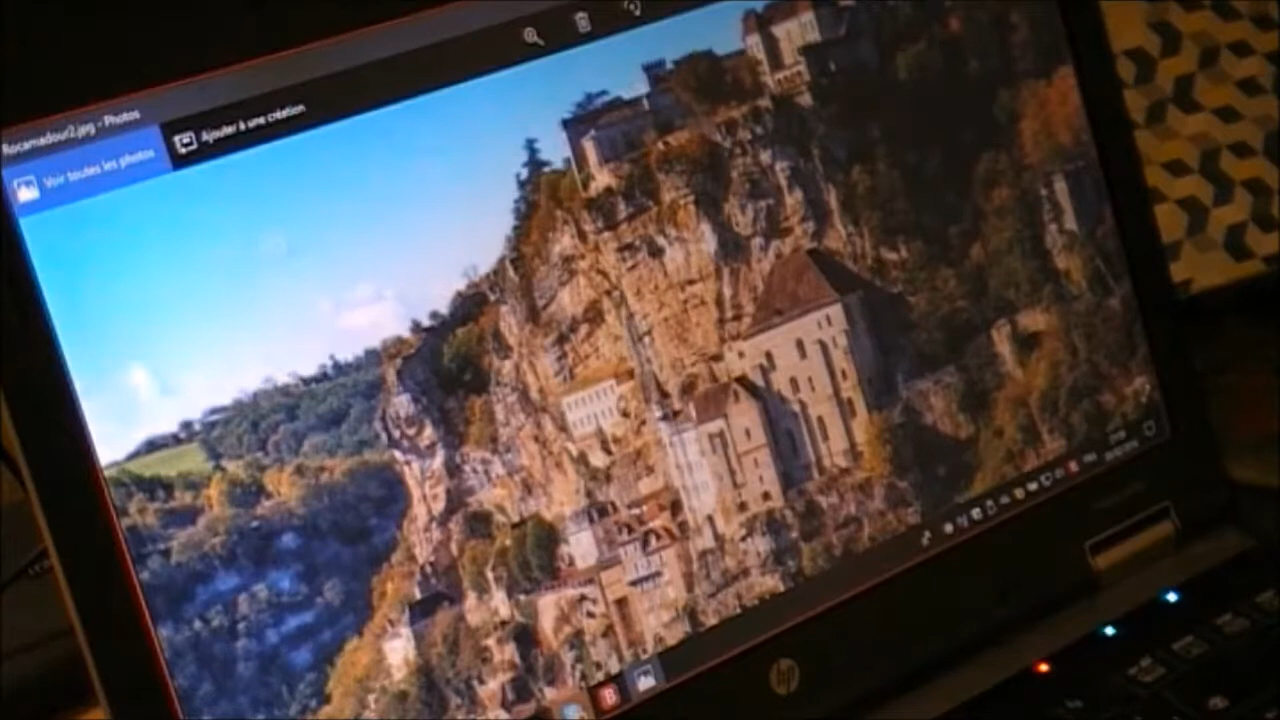 Rocamadour2.jpg - Photos
Voir toutes les photos
Ajouter à une création
B
hp